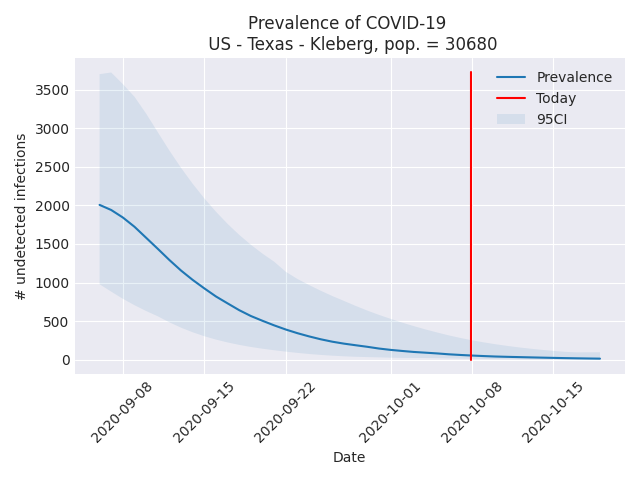 Prevalence of COVID-19
US - Texas - Kleberg, pop. = 30680
Prevalence
Today
95CI
# undetected infections
3500
3000
2500
2000
1500
1000
500
0
2020-09-08
2020-09-15
2020-09-22
2020-10-01
2020-10-08
2020-10-15
Date